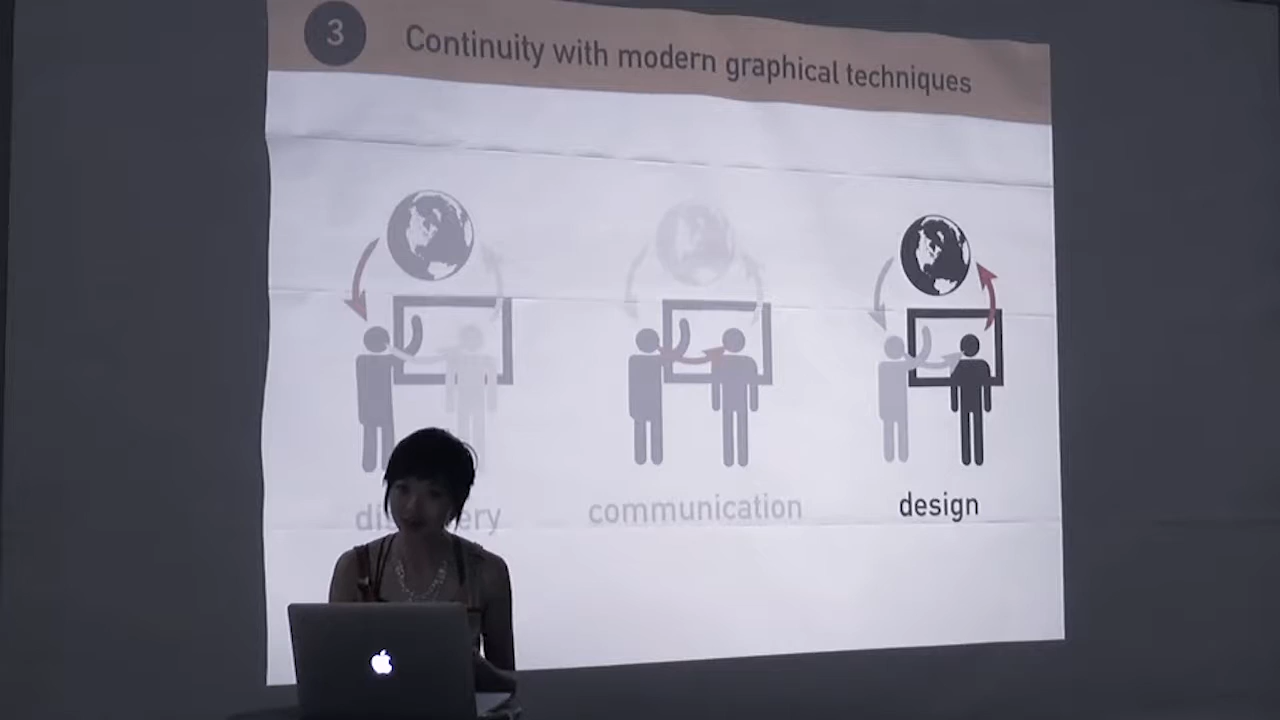 3
Continuity with modern graphical techniques
communication
design